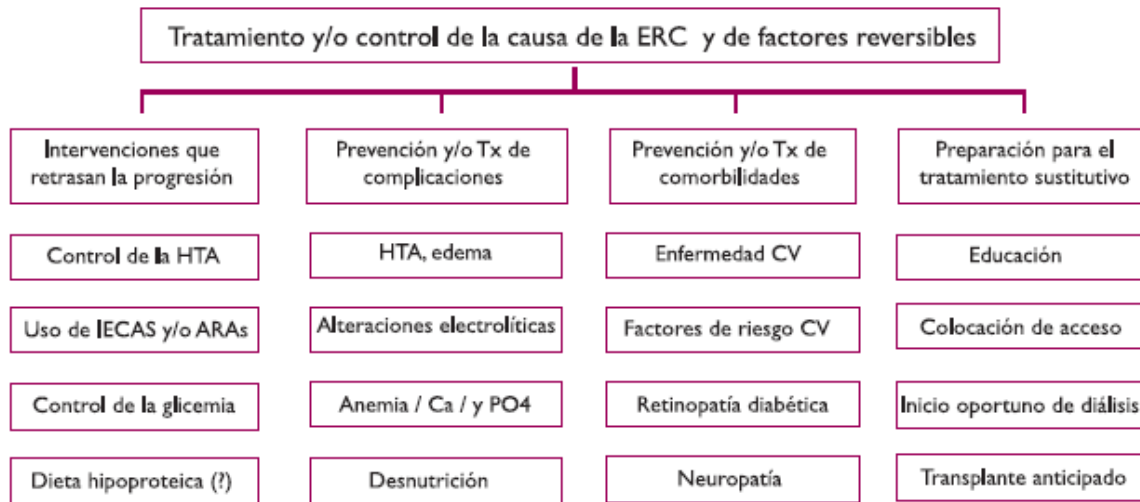 Tratamiento y/o control de la causa de la ERC y de factores reversibles
Intervenciones que
retrasan la progresión
Prevención y/o Tx de
complicaciones
Prevención y/o Tx de
comorbilidades
Preparación para el
tratamiento sustitutivo
Control de la HTA
HTA, edema
Enfermedad CV
Educación
Uso de IECAS y/o ARAs
Alteraciones electrolíticas
Factores de riesgo CV
Colocación de acceso
Control de la glicemia
Anemia / Ca / y PO4
Retinopatía diabética
Inicio oportuno de diálisis
Dieta hipoproteica (?)
Desnutrición
Neuropatía
Transplante anticipado